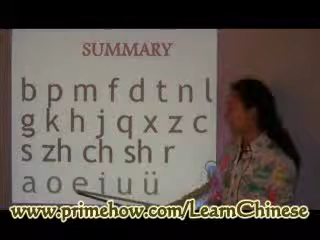 SUMMARY
b p m f d t n l
g k h j q x z c
s zh ch sh r
a o e i u ü
www.primehow.com/LearnChinese